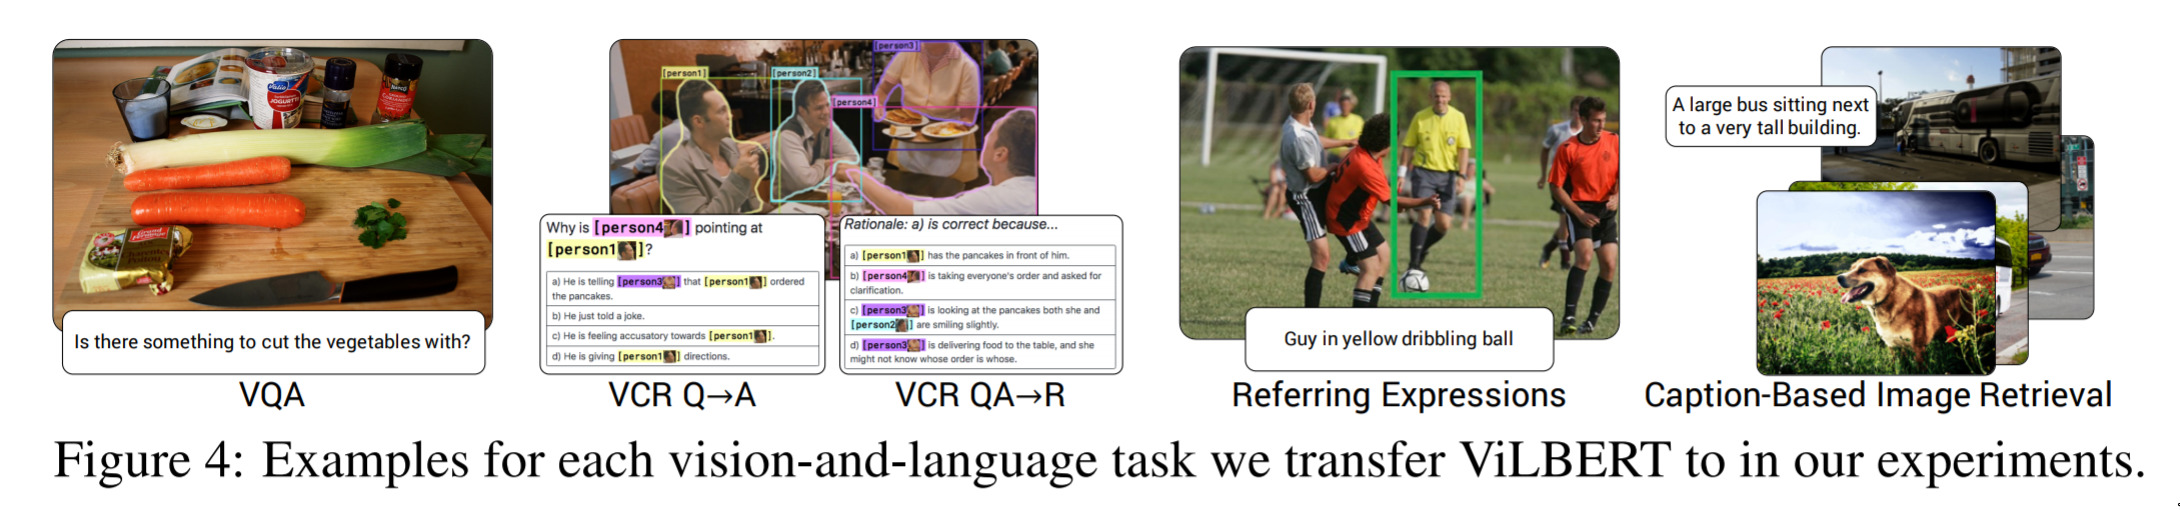 Valio
JOGURTTI
[person1]
[person2]
[person3]
[person4]
A large bus sitting next
to a very tall building.
Why is [person4] pointing at
[person1]?
a) He is telling [person3] that [person1] ordered
the pancakes.
b) He just told a joke.
c) He is feeling accusatory towards [person1].
d) He is giving [person1] directions.
Rationale: a) is correct because...
a) [person1] has the pancakes in front of him.
b) [person4] is taking everyone's order and asked for
clarification.
c) [person3] is looking at the pancakes both she and
[person2] are smiling slightly.
d) [person3] is delivering food to the table, and she
might not know whose order is whose.
Is there something to cut the vegetables with?
Guy in yellow dribbling ball
VQA
VCR Q→A
VCR QA→R
Referring Expressions
Caption-Based Image Retrieval
Figure 4: Examples for each vision-and-language task we transfer ViLBERT to in our experiments.